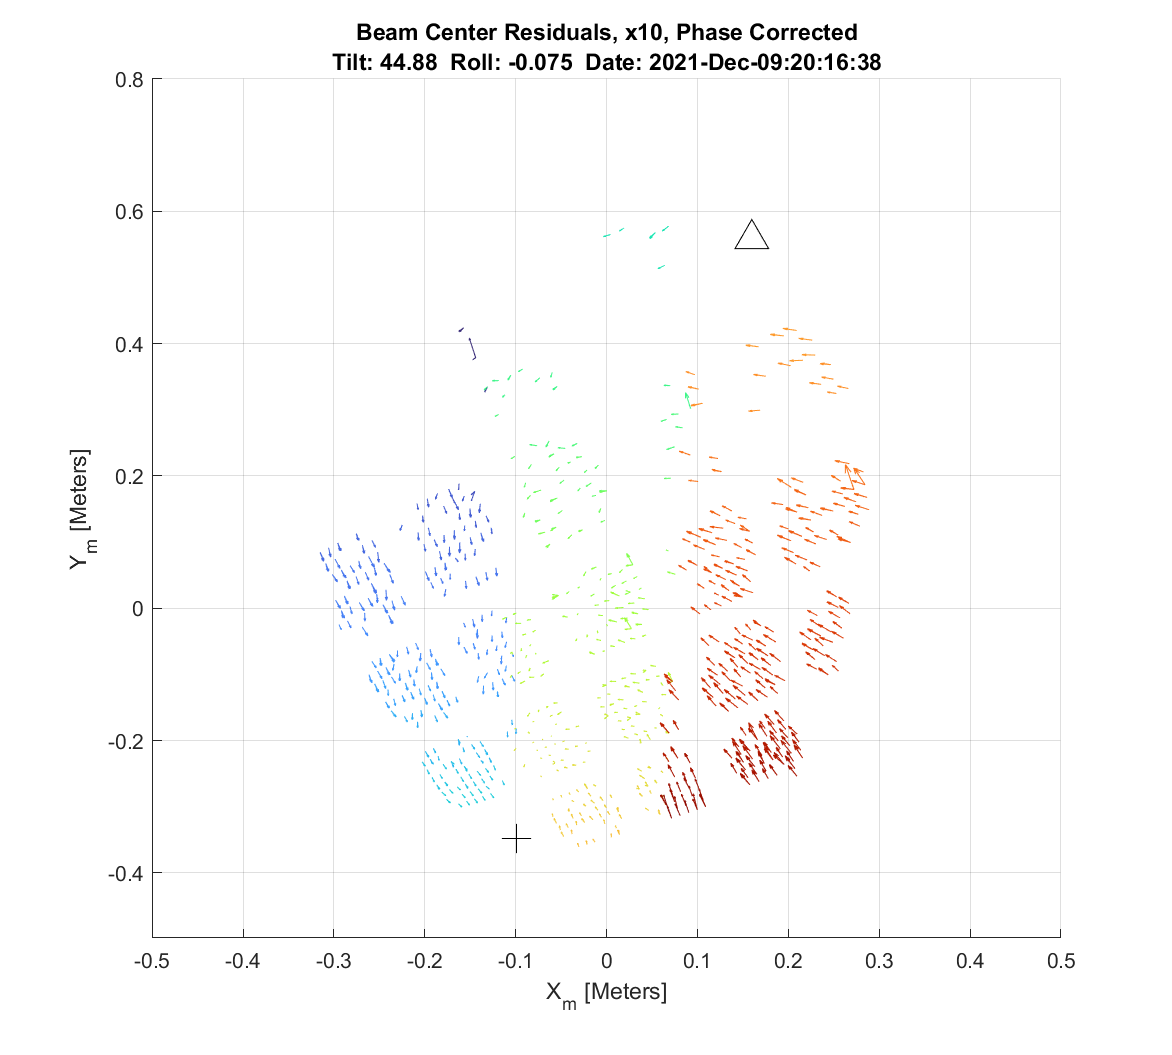 Beam Center Residuals, x10, Phase Corrected
Tilt: 44.88 Roll: -0.075 Date: 2021-Dec-09:20:16:38
0.8
0.6
0.4
0.2
0
-0.2
-0.4
Y_m [Meters]
-0.5 -0.4 -0.3 -0.2 -0.1 0 0.1 0.2 0.3 0.4 0.5
X_m [Meters]